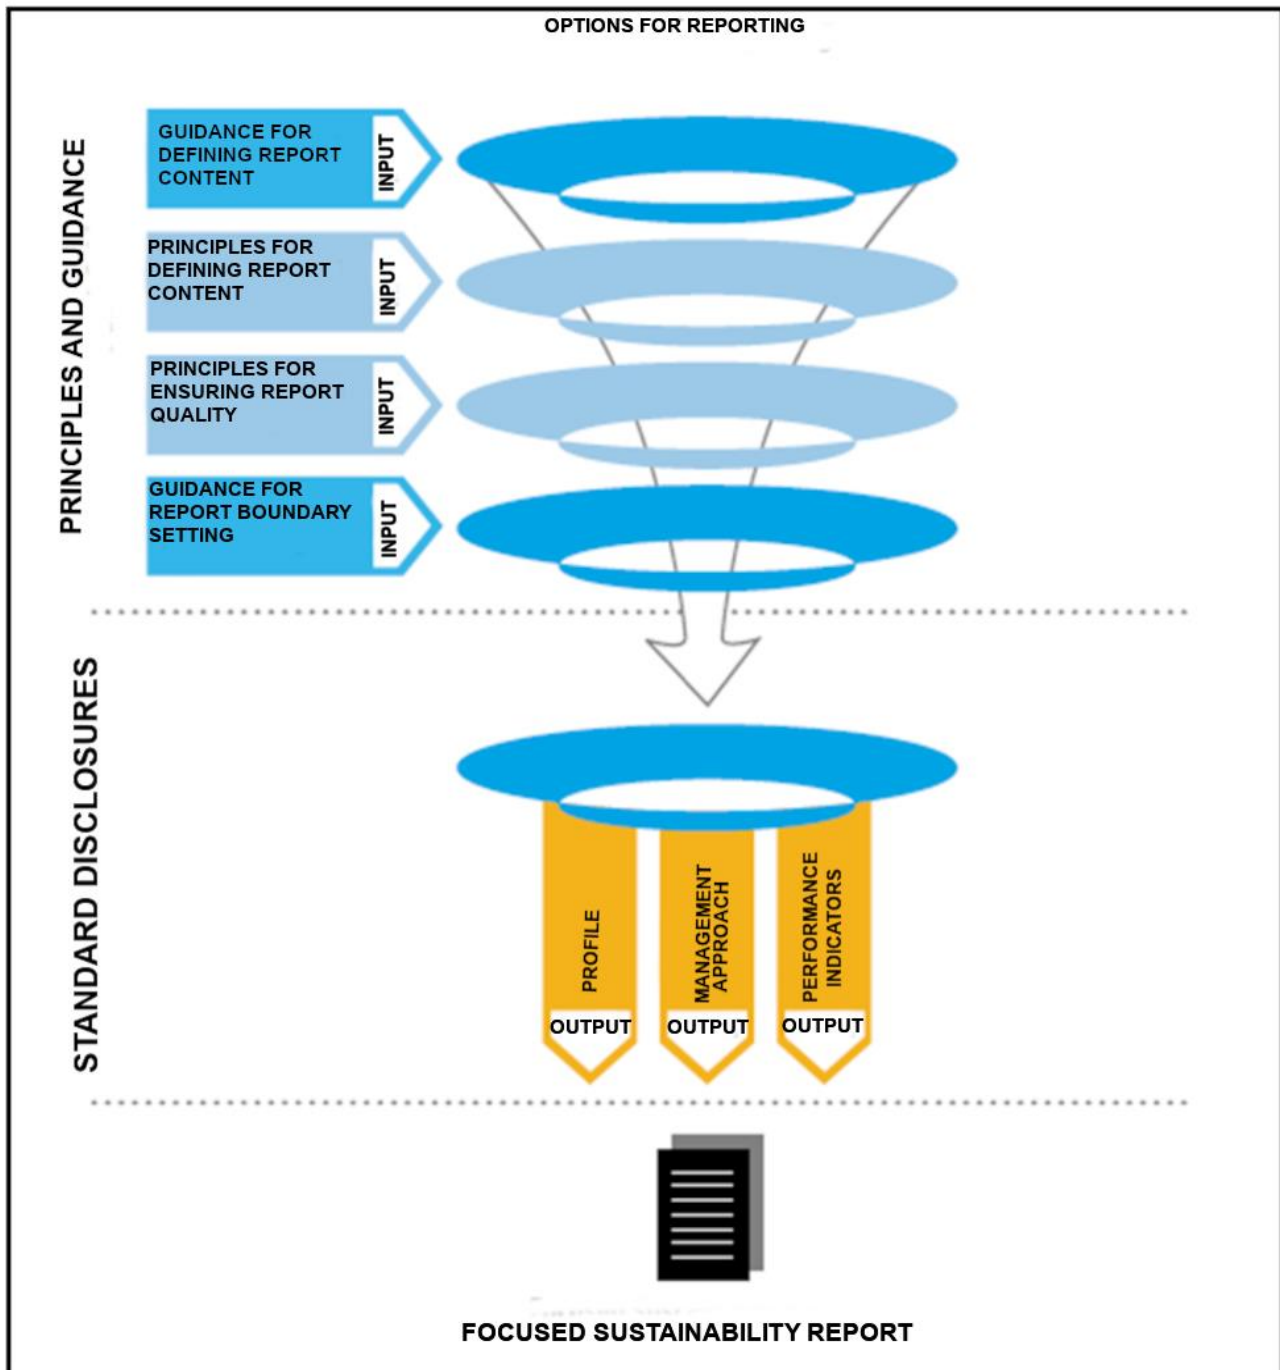 OPTIONS FOR REPORTING
PRINCIPLES AND GUIDANCE
GUIDANCE FOR
DEFINING REPORT
CONTENT
INPUT
PRINCIPLES FOR
DEFINING REPORT
CONTENT
INPUT
PRINCIPLES FOR
ENSURING REPORT
QUALITY
INPUT
GUIDANCE FOR
REPORT BOUNDARY
SETTING
INPUT
STANDARD DISCLOSURES
PROFILE
OUTPUT
MANAGEMENT
APPROACH
OUTPUT
PERFORMANCE
INDICATORS
OUTPUT
FOCUSED SUSTAINABILITY REPORT